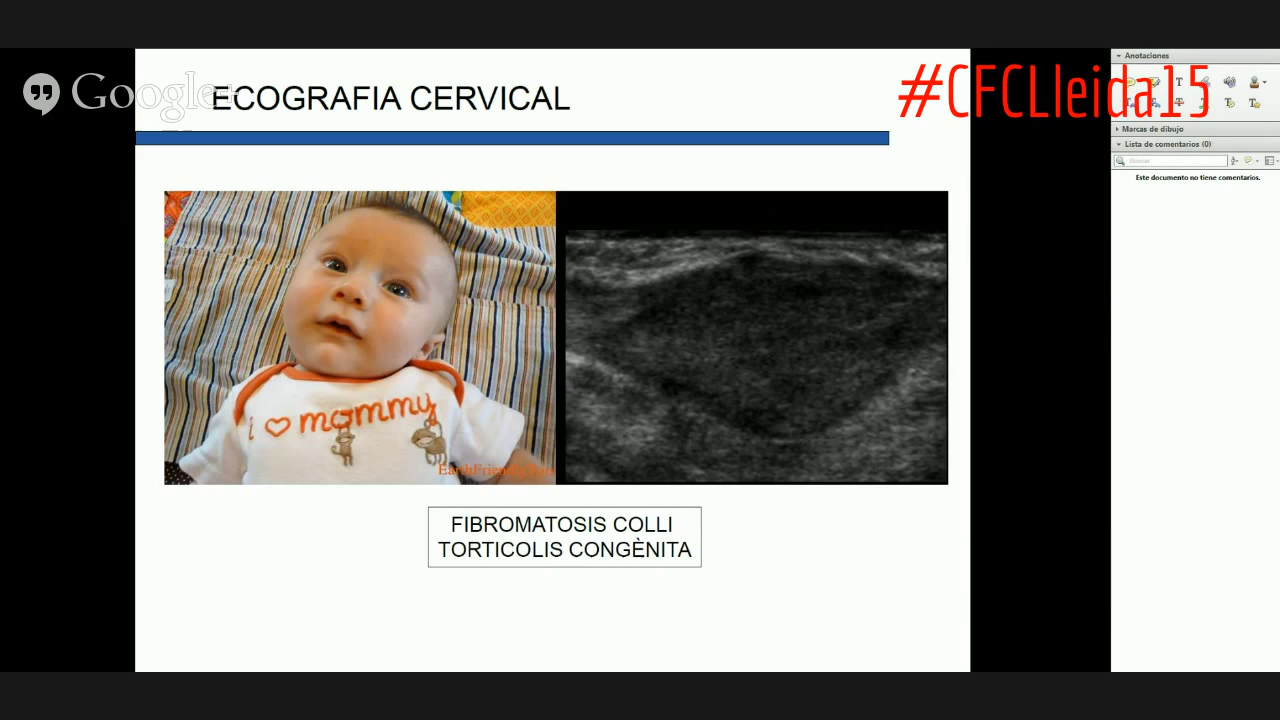 Google+
ECOGRAFIA CERVICAL
#CFCLleida15
Anotaciones
Marcas de dibujo
Lista de comentarios (0)
Buscar
Este documento no tiene comentarios.
i ♡ mommy
FIBROMATOSIS COLLI
TORTICOLIS CONGÈNITA